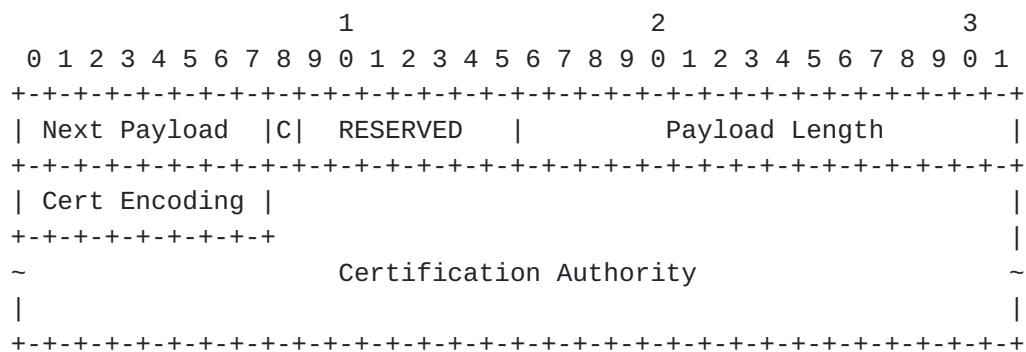 1                   2                   3
 0 1 2 3 4 5 6 7 8 9 0 1 2 3 4 5 6 7 8 9 0 1 2 3 4 5 6 7 8 9 0 1
+-+-+-+-+-+-+-+-+-+-+-+-+-+-+-+-+-+-+-+-+-+-+-+-+-+-+-+-+-+-+-+-+
| Next Payload  |C|  RESERVED   |         Payload Length        |
+-+-+-+-+-+-+-+-+-+-+-+-+-+-+-+-+-+-+-+-+-+-+-+-+-+-+-+-+-+-+-+-+
| Cert Encoding |                                               |
+-+-+-+-+-+-+-+-+                                               |
~                    Certification Authority                    ~
|                                                               |
+-+-+-+-+-+-+-+-+-+-+-+-+-+-+-+-+-+-+-+-+-+-+-+-+-+-+-+-+-+-+-+-+